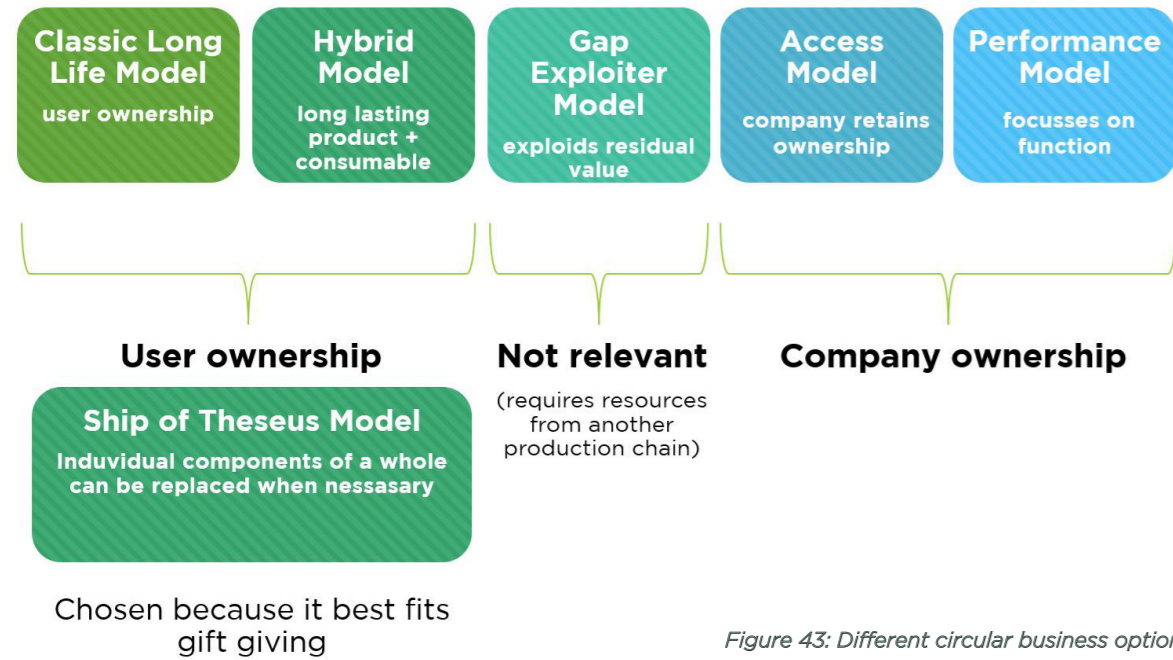 Classic Long
Life Model
user ownership
Hybrid
Model
long lasting
product +
consumable
Gap
Exploiter
Model
exploids residual
value
Access
Model
company retains
ownership
Performance
Model
focusses on
function
User ownership
Not relevant
(requires resources
from another
production chain)
Company ownership
Ship of Theseus Model
Induvidual components of a whole
can be replaced when nessasary
Chosen because it best fits
gift giving
Figure 43: Different circular business option